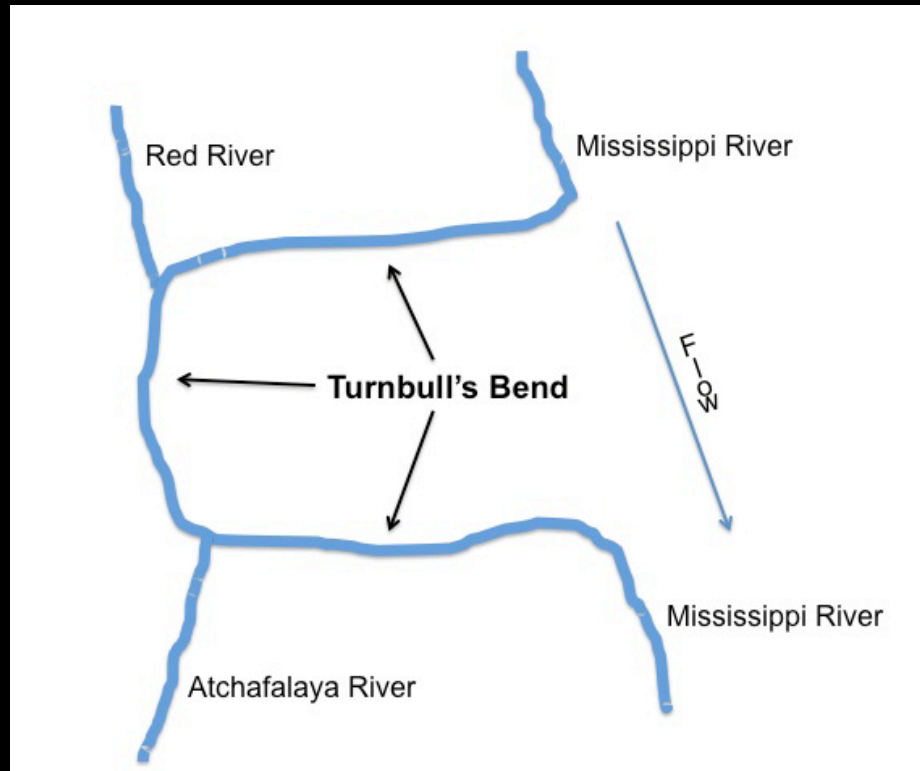 Mississippi River
Red River
Flow
Turnbull's Bend
Mississippi River
Atchafalaya River